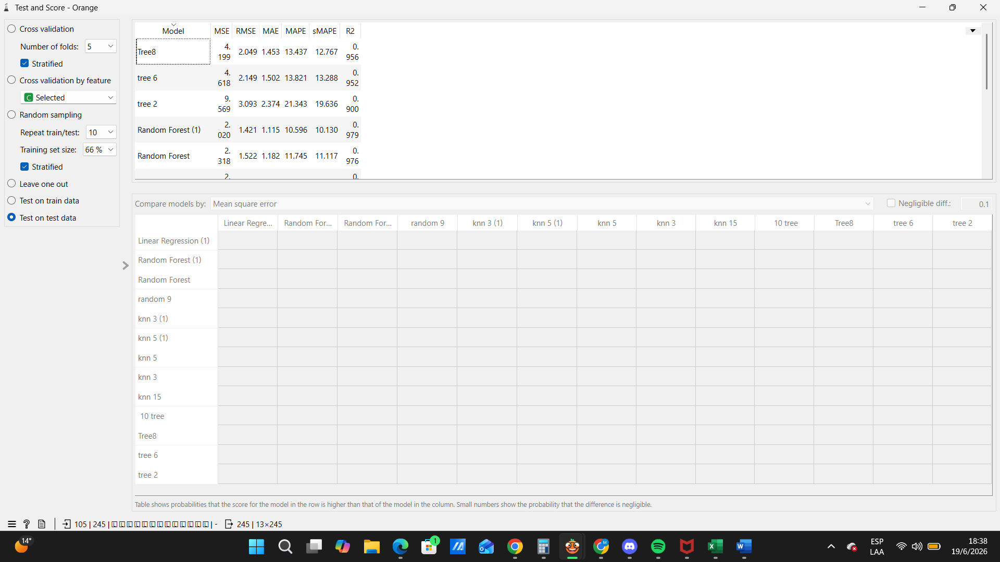 Test and Score - Orange
Cross validation
Number of folds: 5
Stratified
Cross validation by feature
C Selected
Random sampling
Repeat train/test: 10
Training set size: 66 %
Stratified
Leave one out
Test on train data
Test on test data
Model MSE RMSE MAE MAPE sMAPE R2
Tree8 4.199 2.049 1.453 13.437 12.767 0.956
tree 6 4.618 2.149 1.502 13.821 13.288 0.952
tree 2 9.569 3.093 2.374 21.343 19.636 0.900
Random Forest (1) 2.020 1.421 1.115 10.596 10.130 0.979
Random Forest 2.318 1.522 1.182 11.745 11.117 0.976
2. 0.
Compare models by: Mean square error
Negligible diff.: 0.1
Linear Regre... Random For... Random For... random 9 knn 3 (1) knn 5 (1) knn 5 knn 3 knn 15 10 tree Tree8 tree 6 tree 2
Linear Regression (1)
Random Forest (1)
Random Forest
random 9
knn 3 (1)
knn 5 (1)
knn 5
knn 3
knn 15
10 tree
Tree8
tree 6
tree 2
Table shows probabilities that the score for the model in the row is higher than that of the model in the column. Small numbers show the probability that the difference is negligible.
105 | 245 | - 245 | 13×245
14°
1
M
ESP
LAA
18:38
19/6/2026